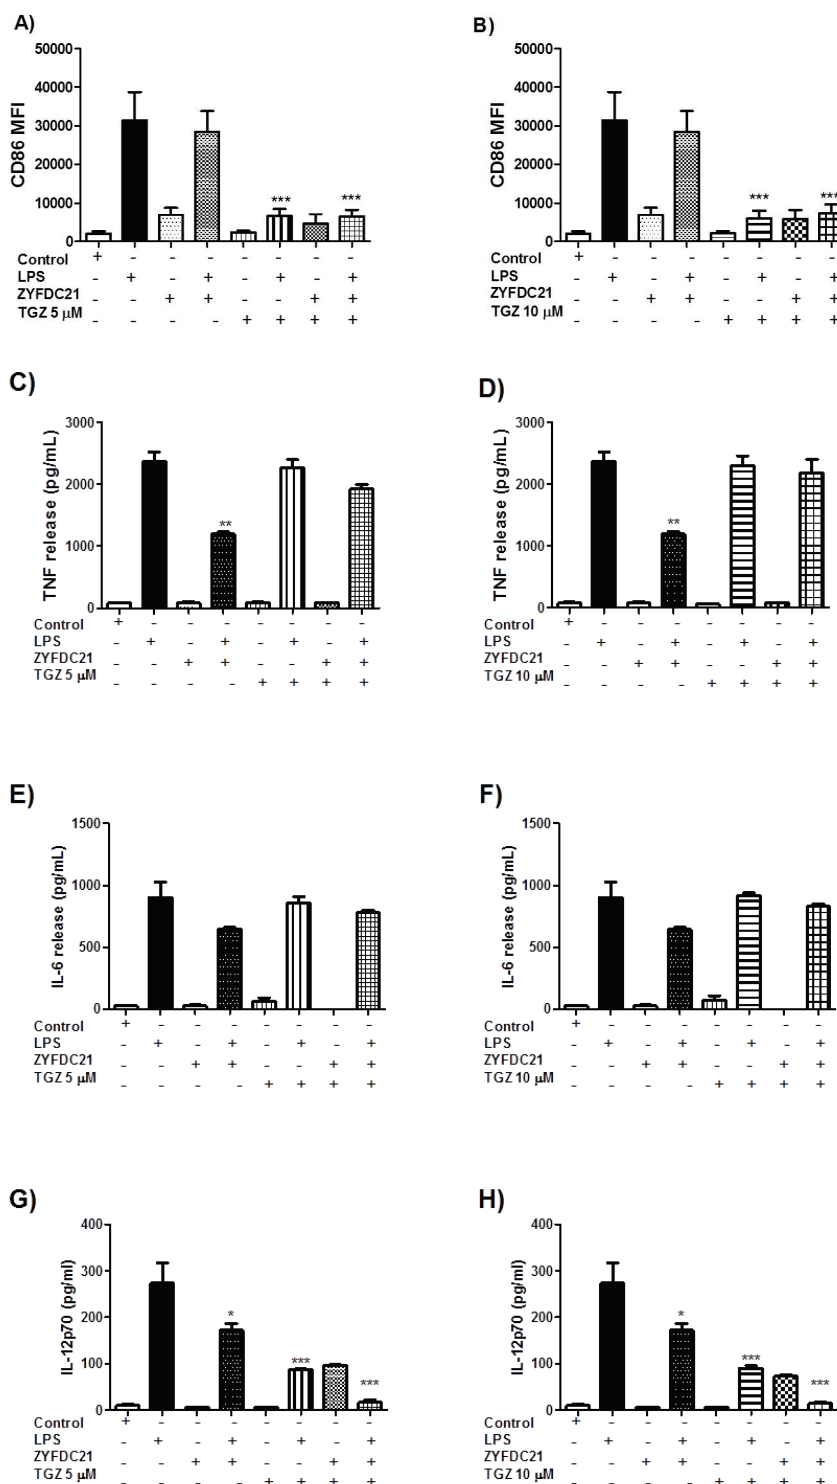 A)
CD86 MFI
50000
40000
30000
20000
10000
0
***
***
Control +
LPS - + - + - + - +
ZYFDC21 - - + + - - + +
TGZ 5 µM - - - - + + + +
B)
CD86 MFI
50000
40000
30000
20000
10000
0
***
***
Control +
LPS - + - + - + - +
ZYFDC21 - - + + - - + +
TGZ 10 µM - - - - + + + +
C)
TNF release (pg/mL)
3000
2000
1000
0
**
Control +
LPS - + - + - + - +
ZYFDC21 - - + + - - + +
TGZ 5 µM - - - - + + + +
D)
TNF release (pg/mL)
3000
2000
1000
0
**
Control +
LPS - + - + - + - +
ZYFDC21 - - + + - - + +
TGZ 10 µM - - - - + + + +
E)
IL-6 release (pg/mL)
1500
1000
500
0
Control +
LPS - + - + - + - +
ZYFDC21 - - + + - - + +
TGZ 5 µM - - - - + + + +
F)
IL-6 release (pg/mL)
1500
1000
500
0
Control +
LPS - + - + - + - +
ZYFDC21 - - + + - - + +
TGZ 10 µM - - - - + + + +
G)
IL-12p70 (pg/ml)
400
300
200
100
0
*
***
***
Control +
LPS - + - + - + - +
ZYFDC21 - - + + - - + +
TGZ 5 µM - - - - + + + +
H)
IL-12p70 (pg/mL)
400
300
200
100
0
*
***
***
Control +
LPS - + - + - + - +
ZYFDC21 - - + + - - + +
TGZ 10 µM - - - - + + + +